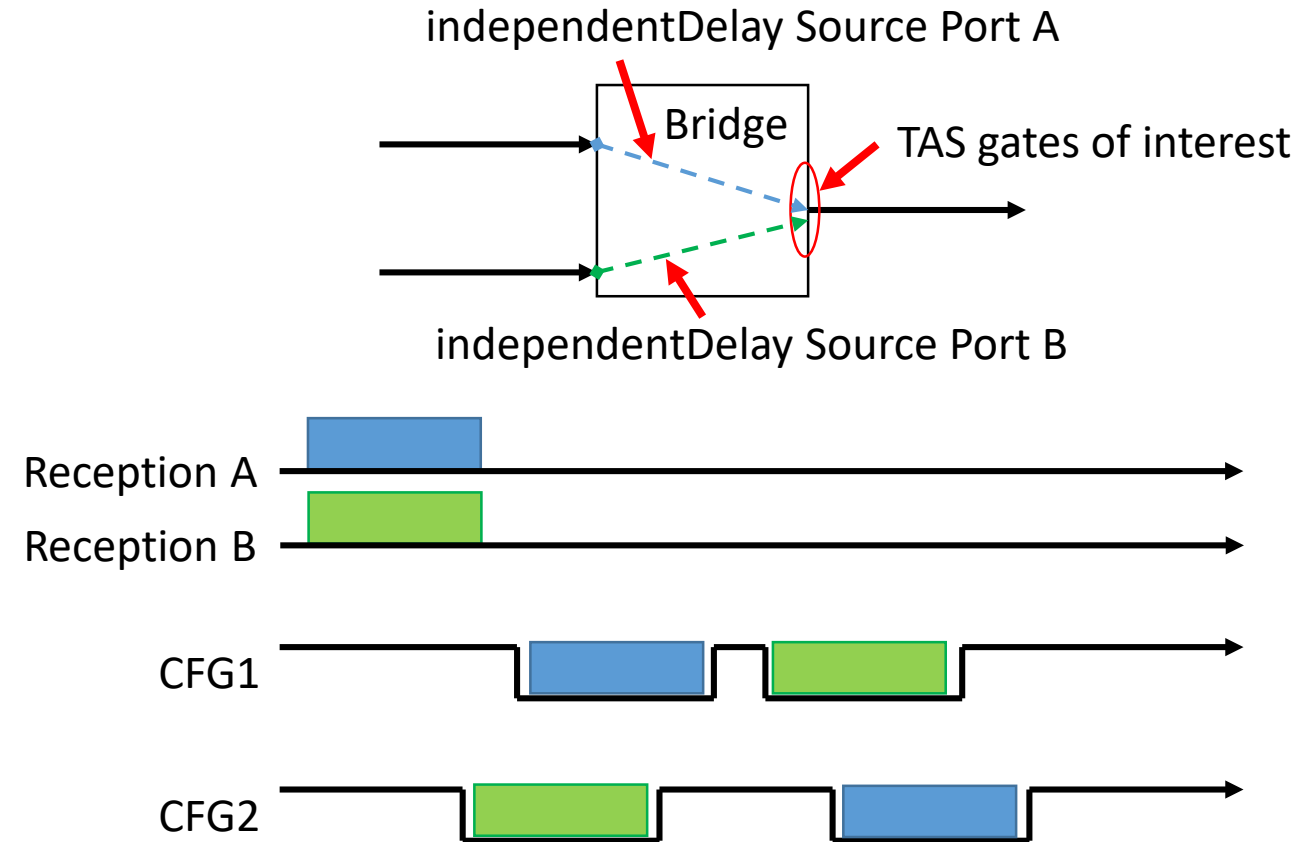 independentDelay Source Port A
Bridge
TAS gates of interest
independentDelay Source Port B
Reception A
Reception B
CFG1
CFG2